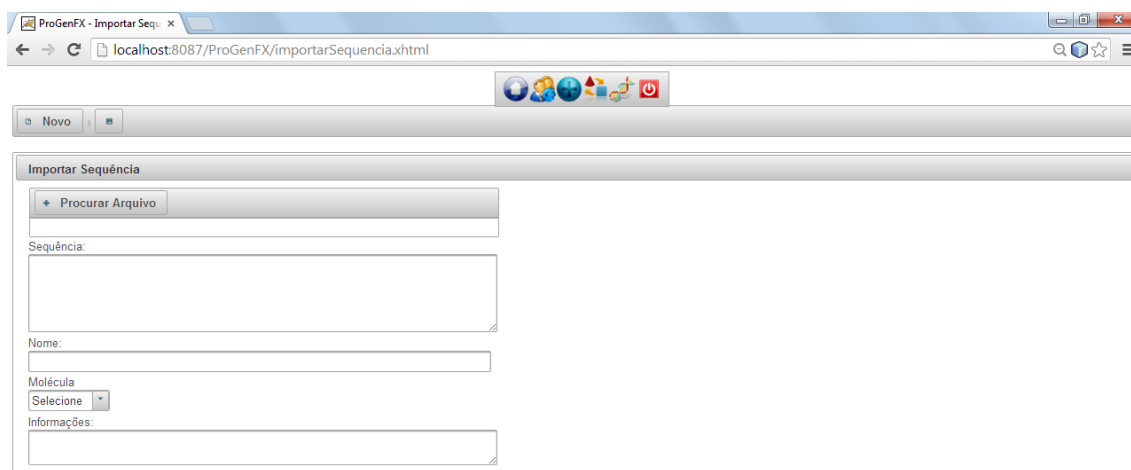 ProGenFX - Importar Sequ
localhost:8087/ProGenFX/importarSequencia.xhtml
Novo
Importar Sequência
Procurar Arquivo
Sequência:
Nome:
Molécula
Selecione
Informações: